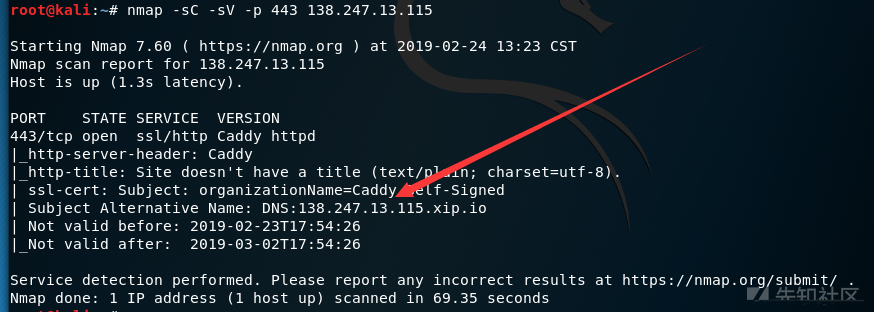 root@kali:~# nmap -sC -sV -p 443 138.247.13.115
Starting Nmap 7.60 ( https://nmap.org ) at 2019-02-24 13:23 CST
Nmap scan report for 138.247.13.115
Host is up (1.3s latency).
PORT    STATE SERVICE  VERSION
443/tcp open  ssl/http Caddy httpd
|_http-server-header: Caddy
|_http-title: Site doesn't have a title (text/plain; charset=utf-8).
| ssl-cert: Subject: organizationName=Caddy Self-Signed
| Subject Alternative Name: DNS:138.247.13.115.xip.io
| Not valid before: 2019-02-23T17:54:26
|_Not valid after:  2019-03-02T17:54:26
Service detection performed. Please report any incorrect results at https://nmap.org/submit/ .
Nmap done: 1 IP address (1 host up) scanned in 69.35 seconds
先知社区